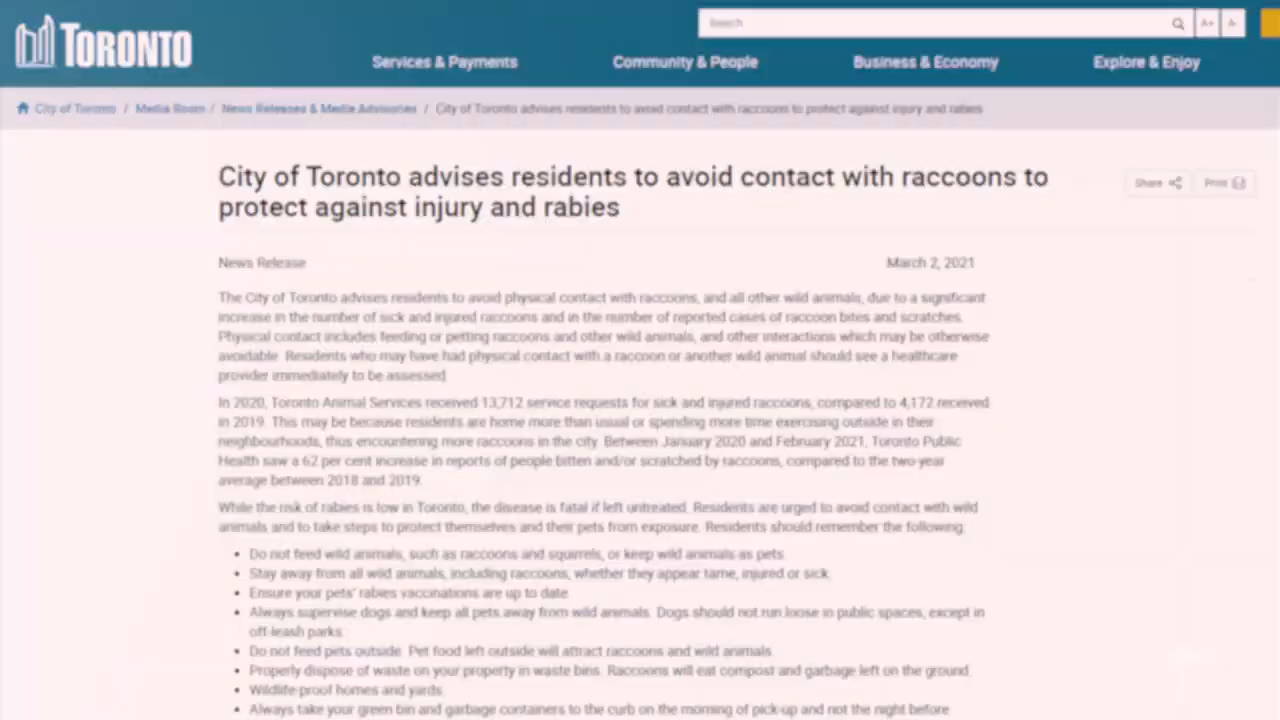 TORONTO
Search
A+
A-
Services & Payments
Community & People
Business & Economy
Explore & Enjoy
City of Toronto / Media Room / News Releases & Media Advisories / City of Toronto advises residents to avoid contact with raccoons to protect against injury and rabies
City of Toronto advises residents to avoid contact with raccoons to
protect against injury and rabies
Share
Print
News Release
March 2, 2021
The City of Toronto advises residents to avoid physical contact with raccoons, and all other wild animals, due to a significant
increase in the number of sick and injured raccoons and in the number of reported cases of raccoon bites and scratches.
Physical contact includes feeding or petting raccoons and other wild animals, and other interactions which may be otherwise
avoidable. Residents who may have had physical contact with a raccoon or another wild animal should see a healthcare
provider immediately to be assessed.
In 2020, Toronto Animal Services received 13,712 service requests for sick and injured raccoons, compared to 4,172 received
in 2019. This may be because residents are home more than usual or spending more time exercising outside in their
neighbourhoods, thus encountering more raccoons in the city. Between January 2020 and February 2021, Toronto Public
Health saw a 62 per cent increase in reports of people bitten and/or scratched by raccoons, compared to the two-year
average between 2018 and 2019.
While the risk of rabies is low in Toronto, the disease is fatal if left untreated. Residents are urged to avoid contact with wild
animals and to take steps to protect themselves and their pets from exposure. Residents should remember the following:
• Do not feed wild animals, such as raccoons and squirrels, or keep wild animals as pets.
• Stay away from all wild animals, including raccoons, whether they appear tame, injured or sick.
• Ensure your pets' rabies vaccinations are up to date.
• Always supervise dogs and keep all pets away from wild animals. Dogs should not run loose in public spaces, except in
off-leash parks.
• Do not feed pets outside. Pet food left outside will attract raccoons and wild animals.
• Properly dispose of waste on your property in waste bins. Raccoons will eat compost and garbage left on the ground.
• Wildlife-proof homes and yards.
• Always take your green bin and garbage containers to the curb on the morning of pick-up and not the night before